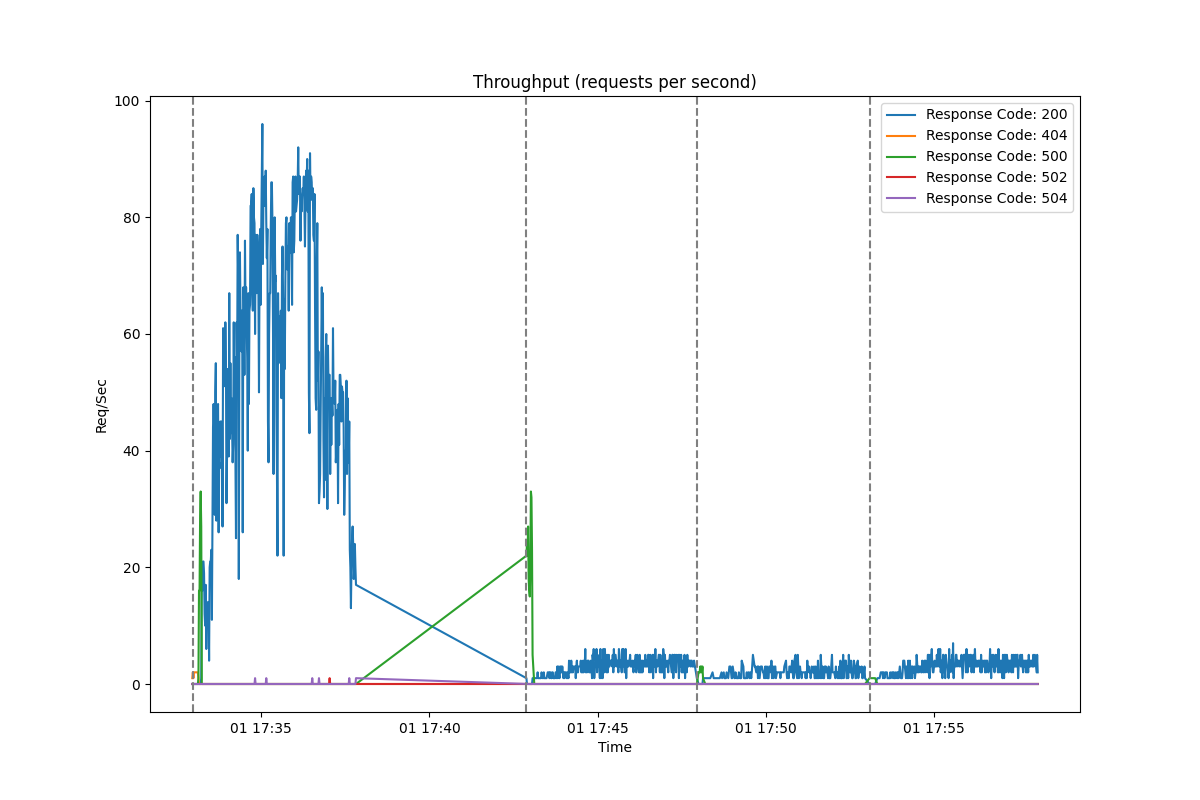 Throughput (requests per second)
100
80
60
40
20
0
Req/Sec
Response Code: 200
Response Code: 404
Response Code: 500
Response Code: 502
Response Code: 504
01 17:35
01 17:40
01 17:45
01 17:50
01 17:55
Time